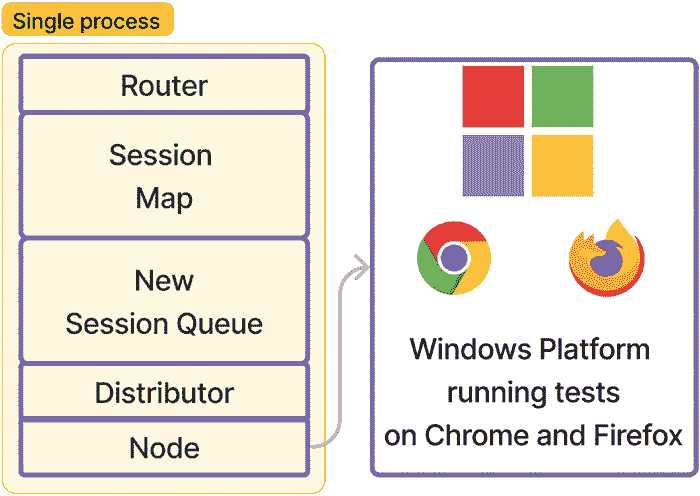 Single process
Router
Session
Map
New
Session Queue
Distributor
Node
Windows Platform
running tests
on Chrome and Firefox